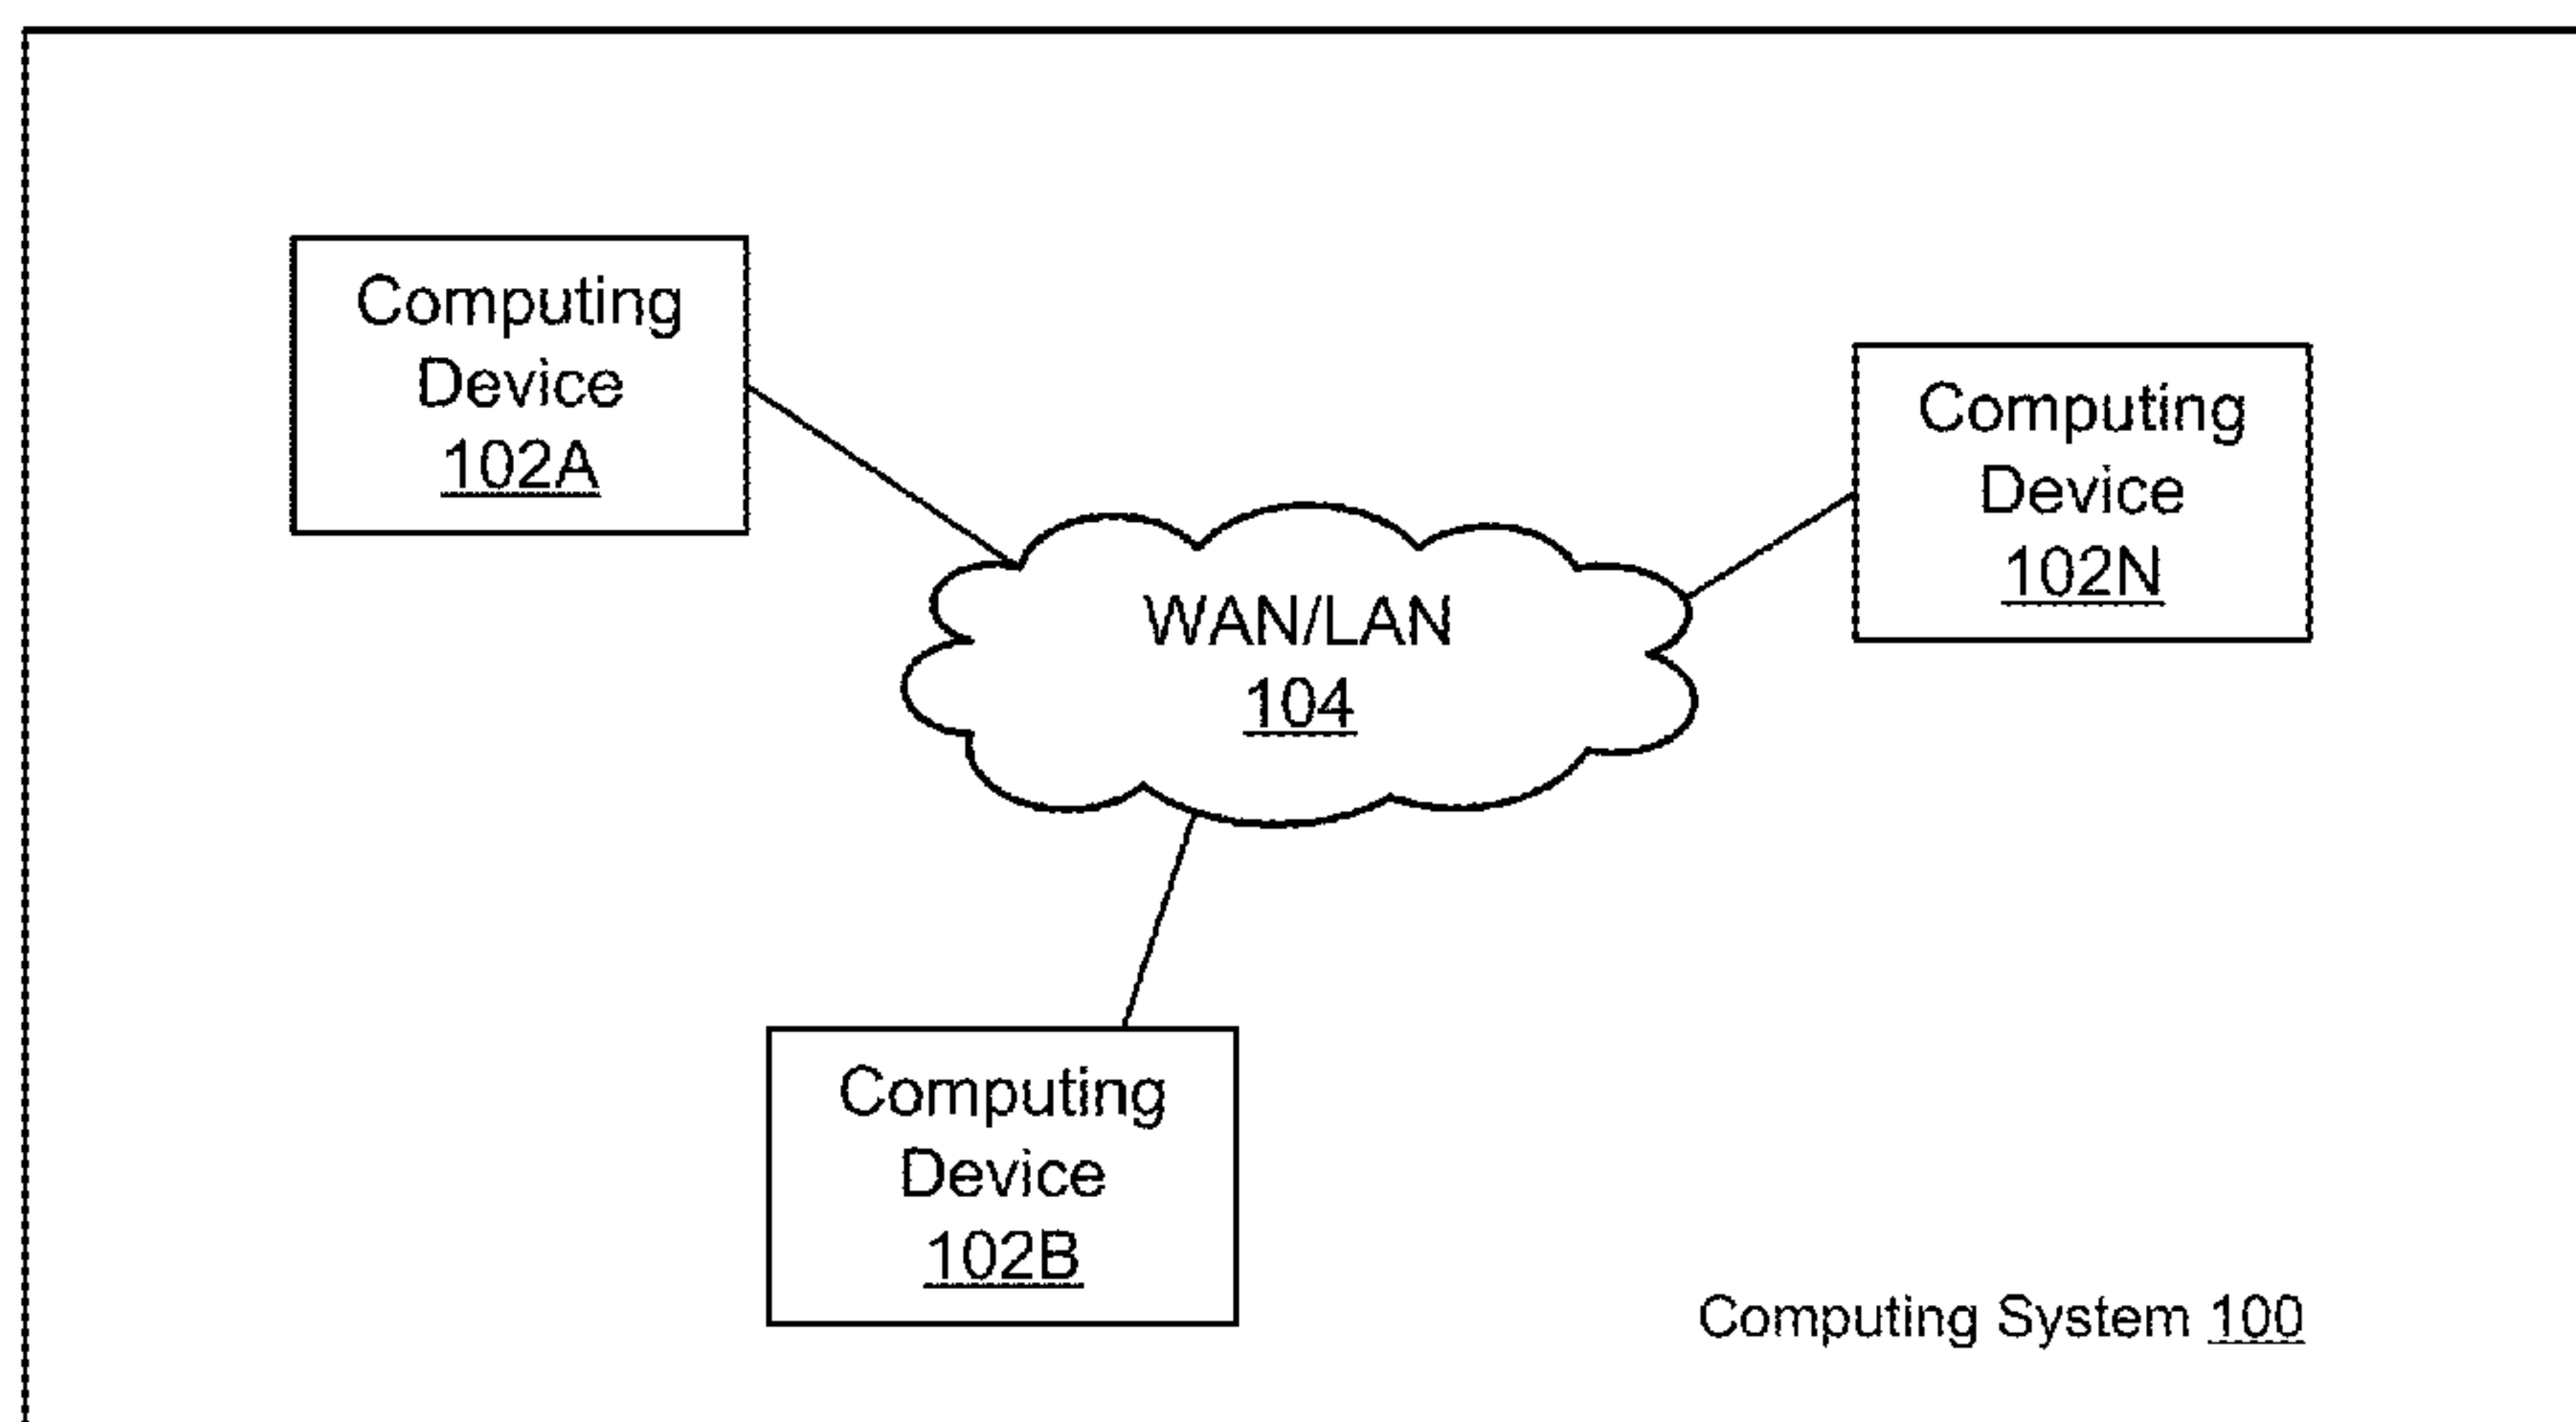 Computing
Device
102A
Computing
Device
102N
WAN/LAN
104
Computing
Device
102B
Computing System 100